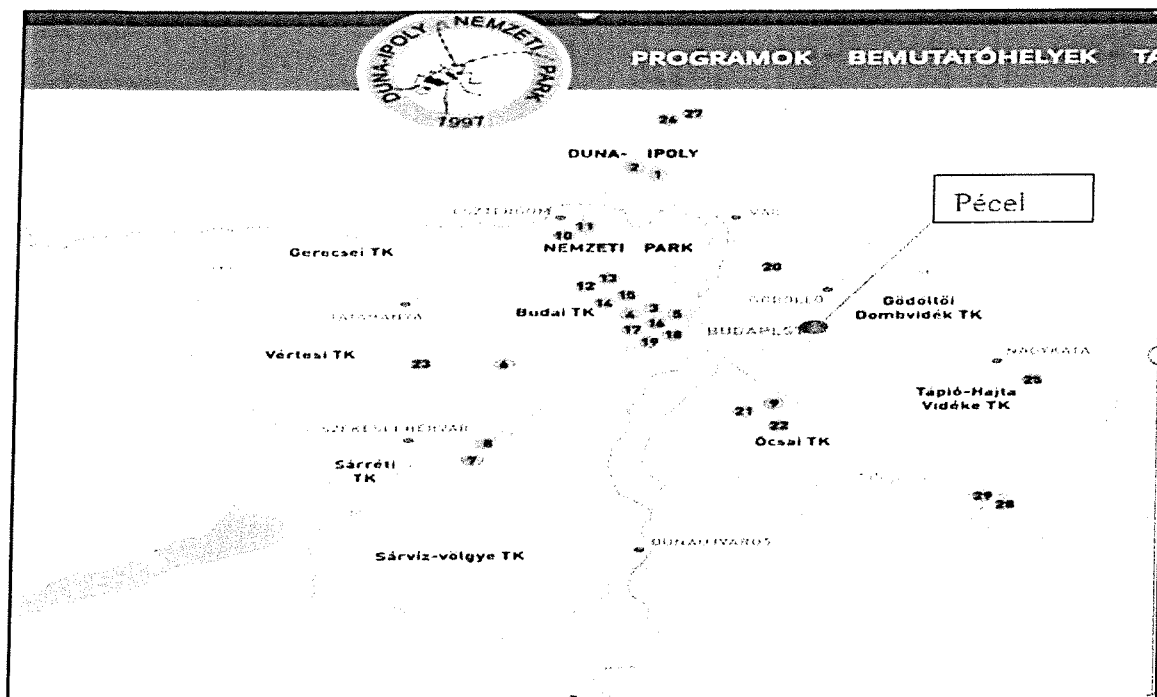 DUNA-IPOLY NEMZETI PARK
1997
PROGRAMOK BEMUTATÓHELYEK TA
26 27
DUNA- IPOLY
2 1
Pécel
ESZTERGOM
VÁC
11
10
NEMZETI PARK
Gerecsei TK
20
13
12
15
14
3
GÖDÖLLŐ
Gödöllői
Dombvidék TK
TATABÁNYA
Budai TK
4
5
16
17
18
19
BUDAPEST
Vértesi TK
23
6
NAGYKÁTA
25
Tápió-Hajta
Vidéke TK
21
9
22
Ócsai TK
SZÉKESFEHÉRVÁR
8
7
Sárréti
TK
29
28
Sárvíz-völgye TK
DUNAÚJVÁROS